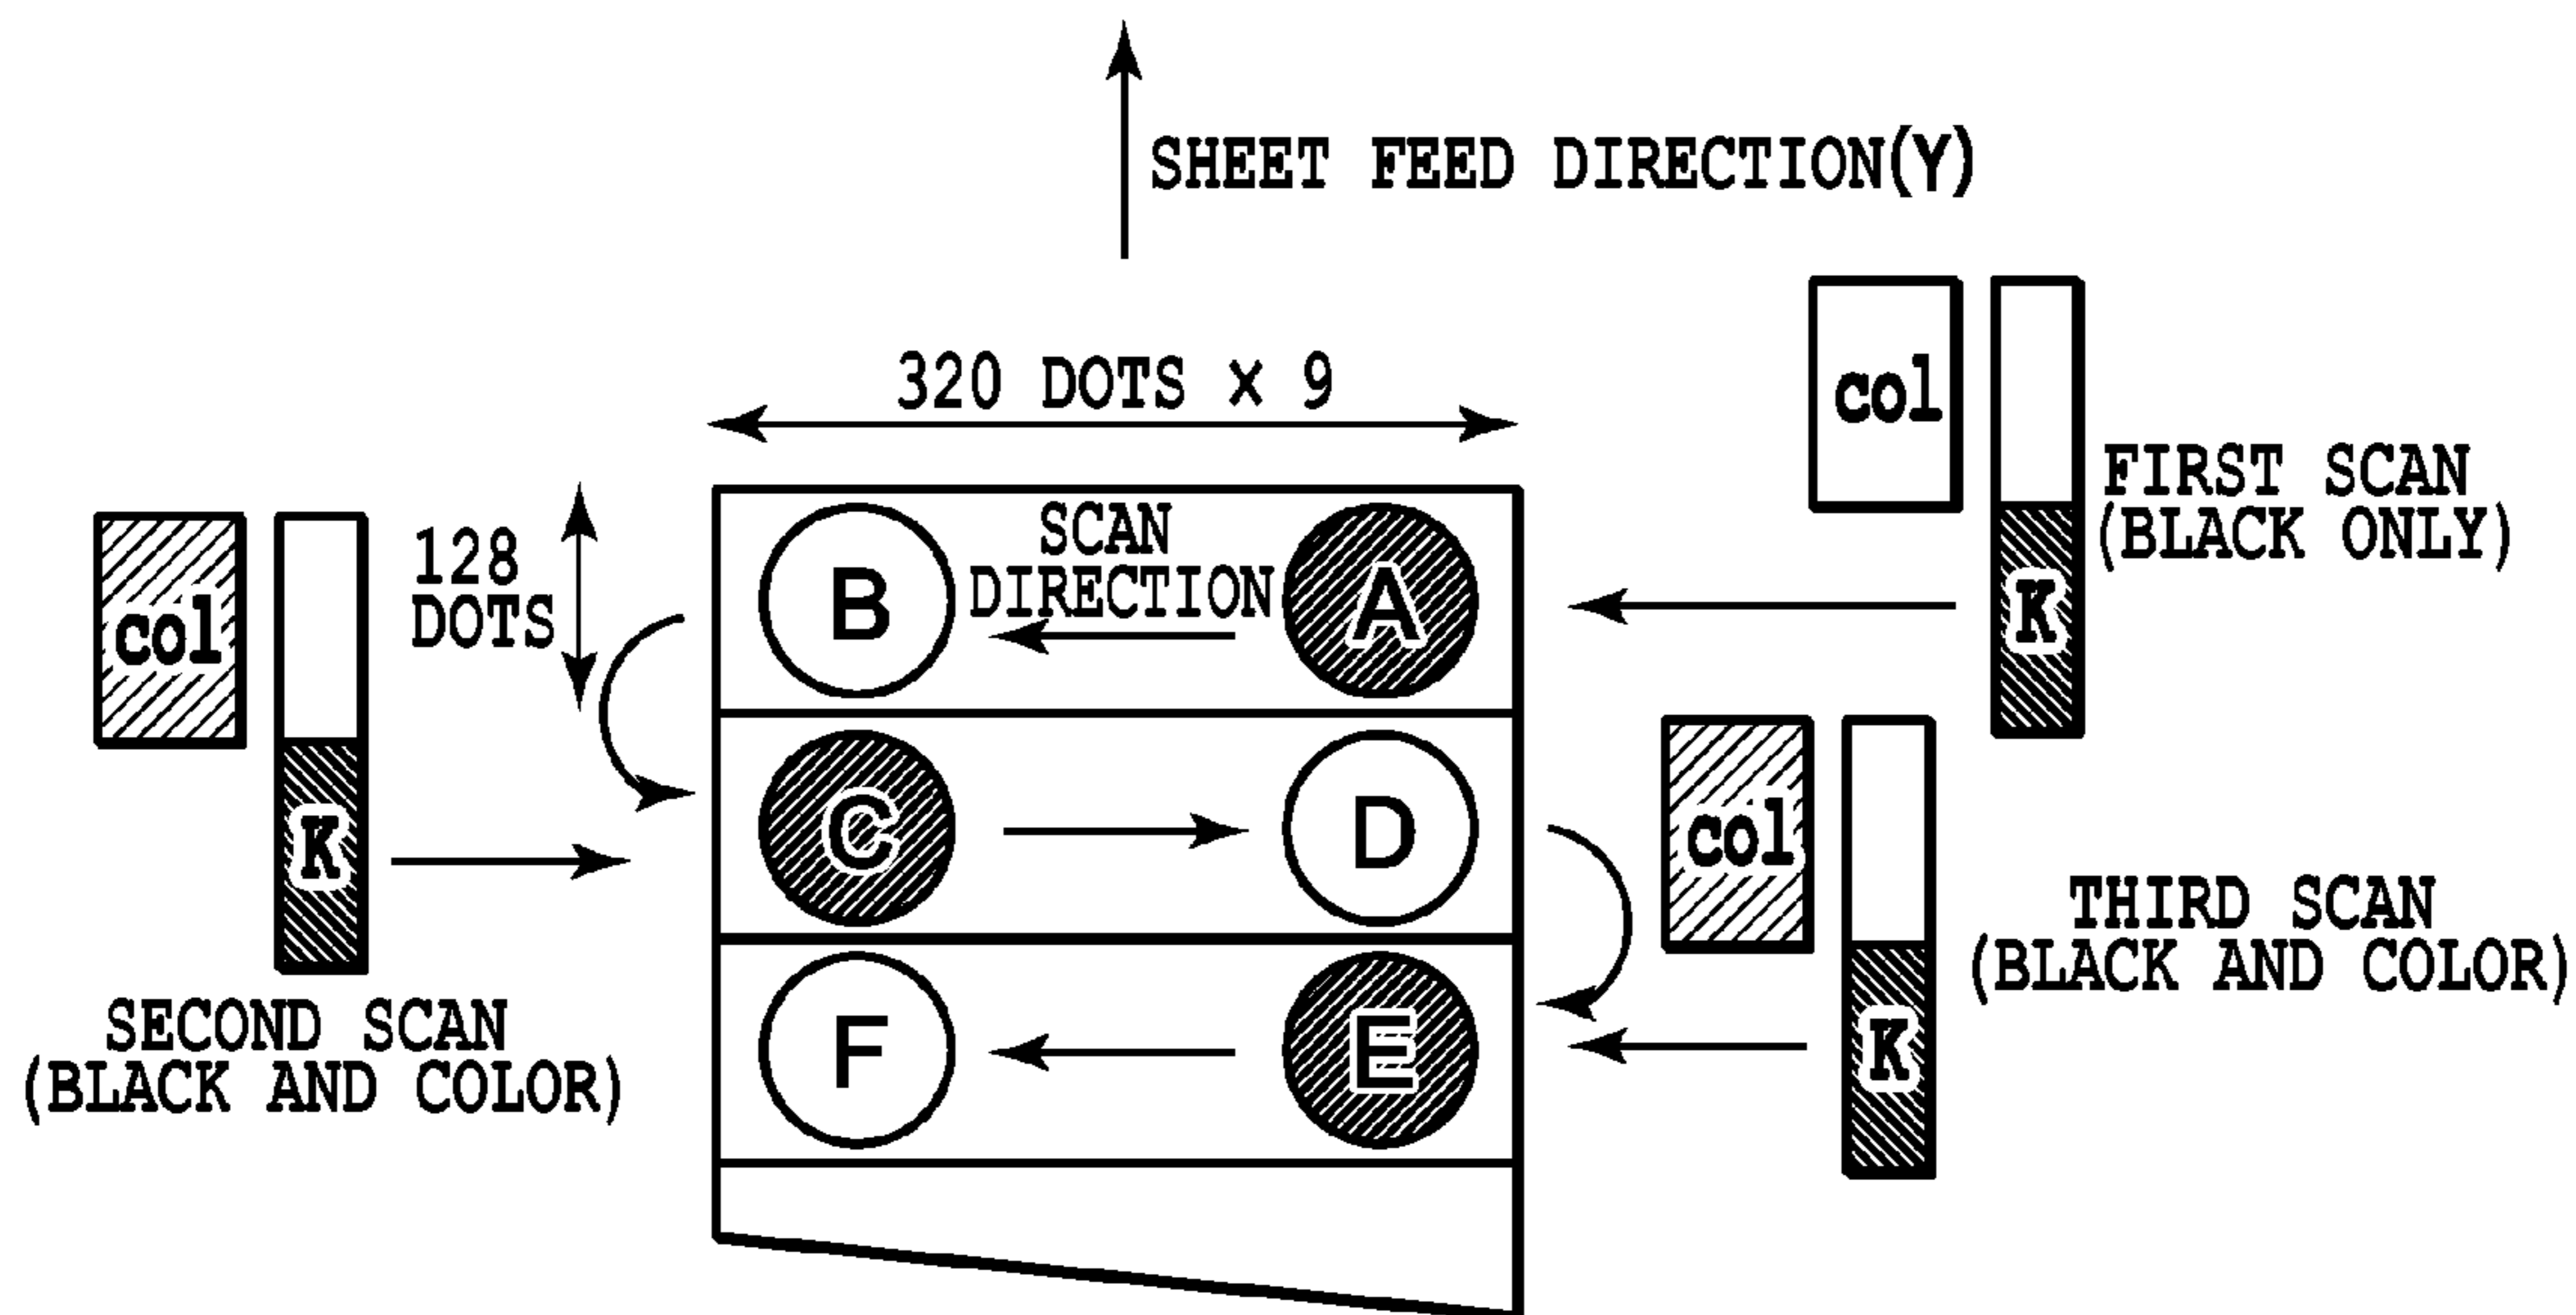 SHEET FEED DIRECTION(Y)
320 DOTS × 9
col
FIRST SCAN
(BLACK ONLY)
K
128
DOTS
col
K
SECOND SCAN
(BLACK AND COLOR)
B
SCAN
DIRECTION
A
C
D
F
E
col
K
THIRD SCAN
(BLACK AND COLOR)